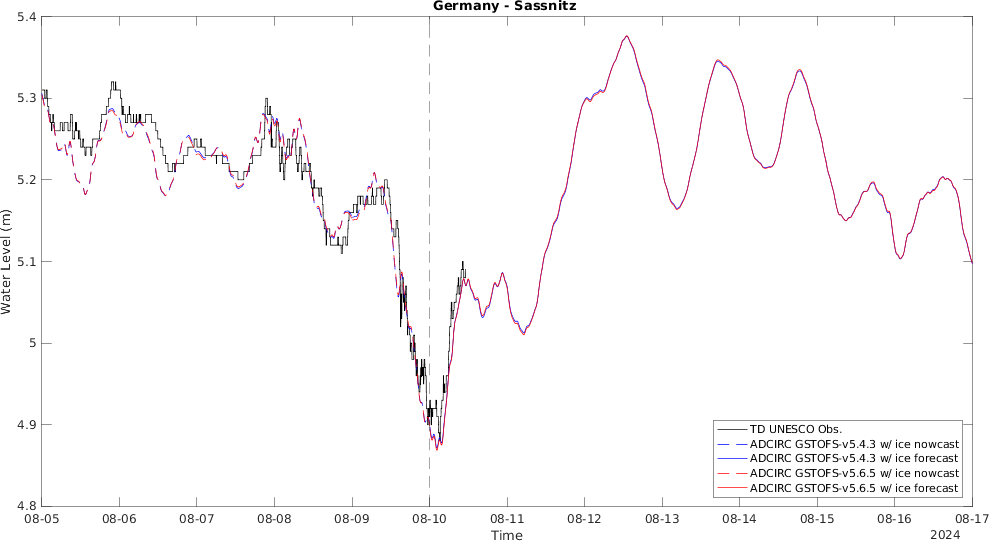 Germany - Sassnitz
5.4
5.3
5.2
5.1
5
4.9
4.8
Water Level (m)
TD UNESCO Obs.
ADCIRC GSTOFS-v5.4.3 w/ ice nowcast
ADCIRC GSTOFS-v5.4.3 w/ ice forecast
ADCIRC GSTOFS-v5.6.5 w/ ice nowcast
ADCIRC GSTOFS-v5.6.5 w/ ice forecast
08-05 08-06 08-07 08-08 08-09 08-10 08-11 08-12 08-13 08-14 08-15 08-16 08-17
Time
2024